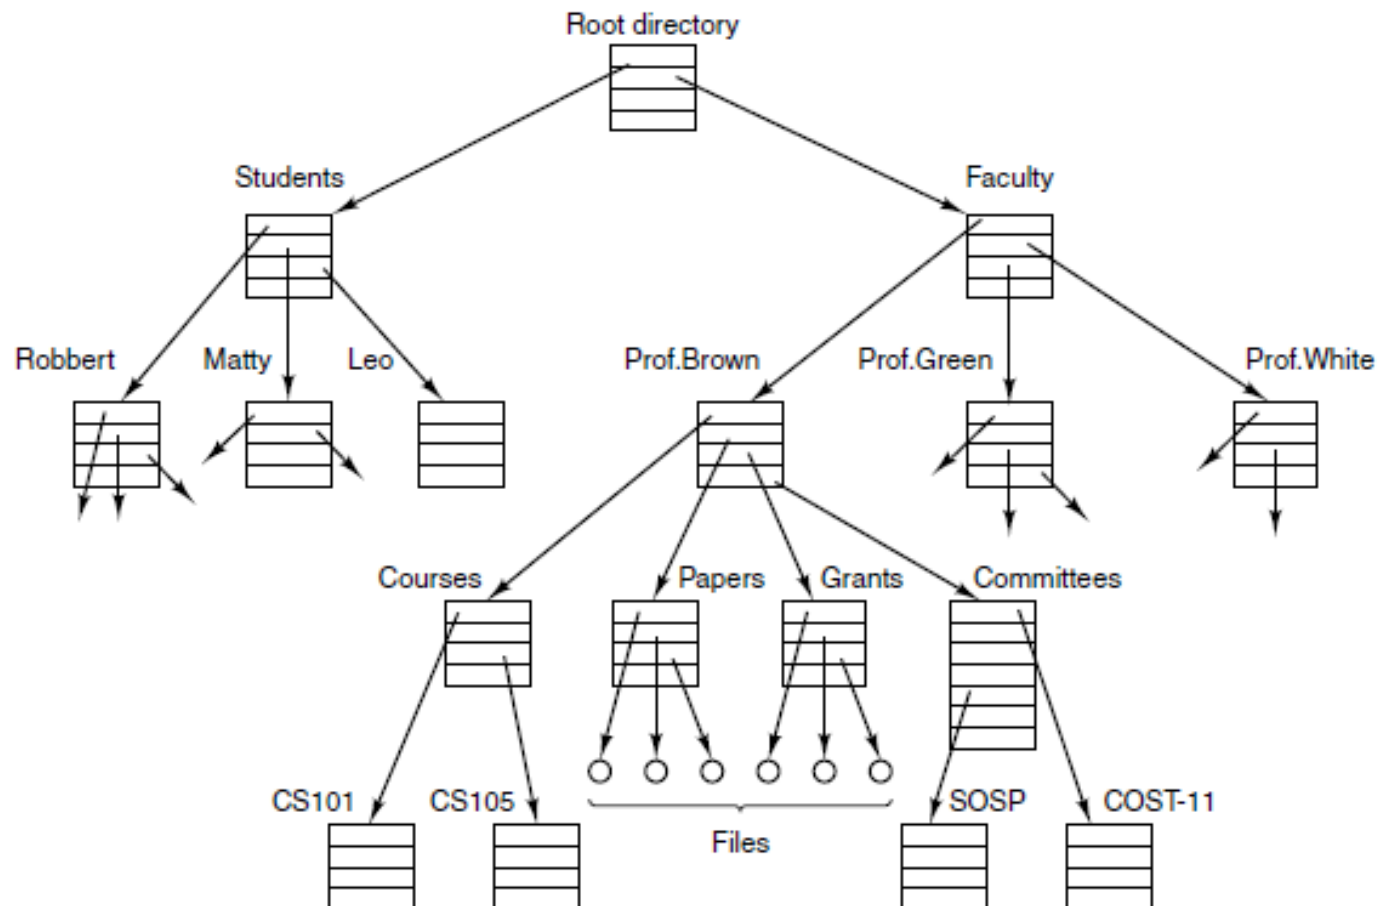 Root directory
Students
Faculty
Robbert
Matty
Leo
Prof.Brown
Prof.Green
Prof.White
Courses
Papers
Grants
Committees
CS101
CS105
SOSP
COST-11
Files